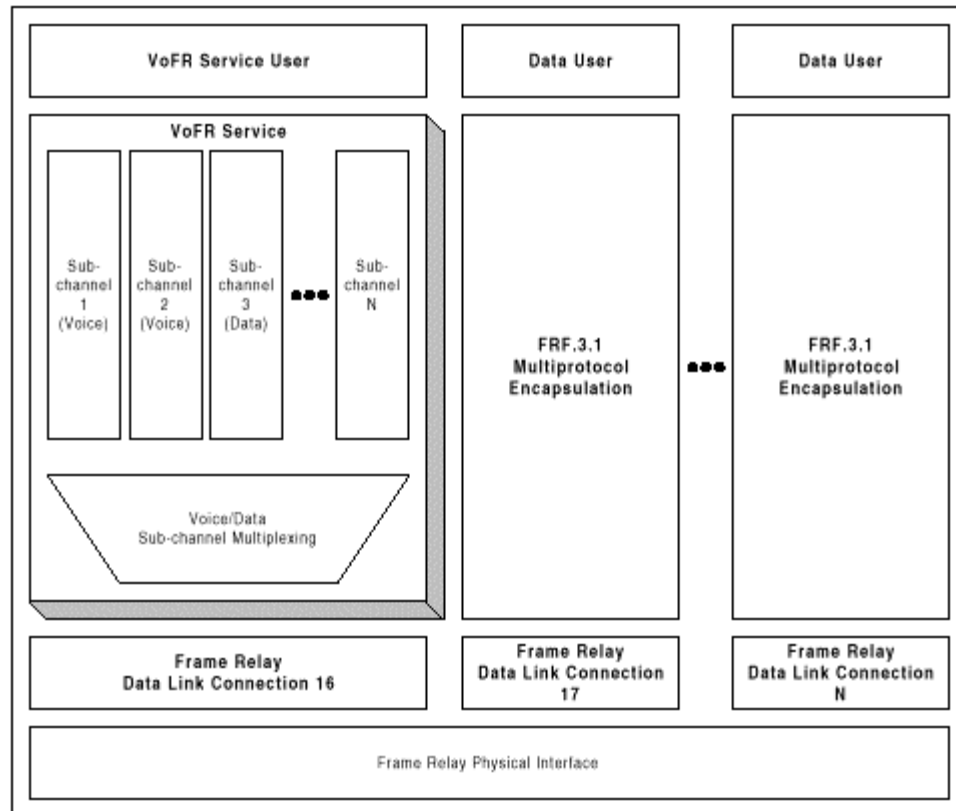 VoFR Service User
Data User
Data User
VoFR Service
Sub-
channel
1
(Voice)
Sub-
channel
2
(Voice)
Sub-
channel
3
(Data)
Sub-
channel
N
Voice/Data
Sub-channel Multiplexing
FRF.3.1
Multiprotocol
Encapsulation
FRF.3.1
Multiprotocol
Encapsulation
Frame Relay
Data Link Connection 16
Frame Relay
Data Link Connection
17
Frame Relay
Data Link Connection
N
Frame Relay Physical Interface